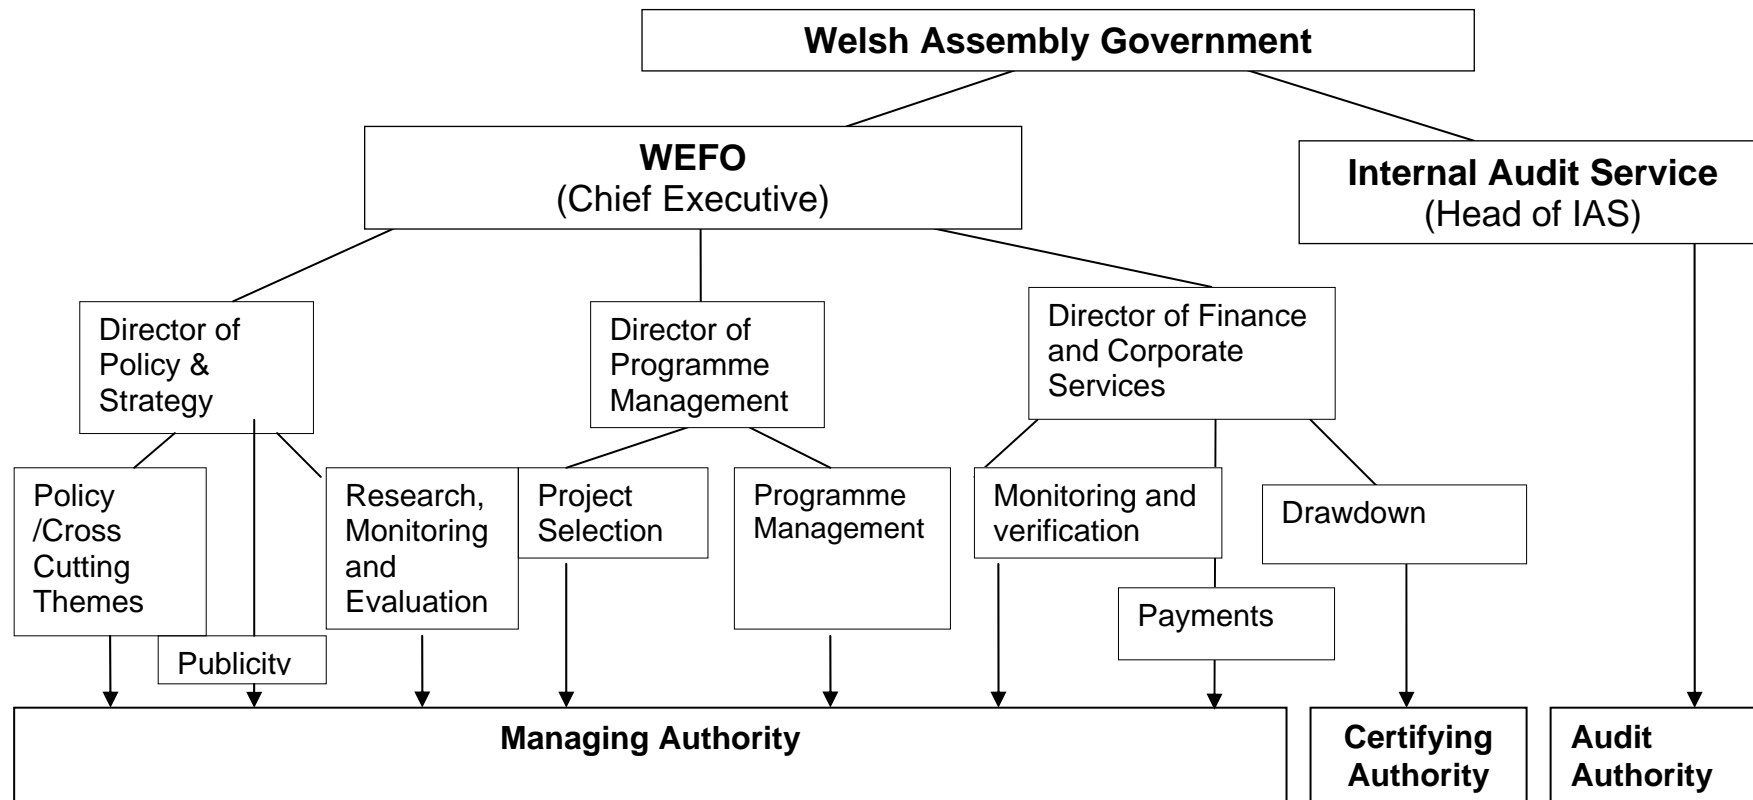 Welsh Assembly Government
WEFO
(Chief Executive)
Internal Audit Service
(Head of IAS)
Director of
Policy &
Strategy
Director of
Programme
Management
Director of Finance
and Corporate
Services
Policy
/Cross
Cutting
Themes
Publicity
Research,
Monitoring
and
Evaluation
Project
Selection
Programme
Management
Monitoring and
verification
Payments
Drawdown
Managing Authority
Certifying
Authority
Audit
Authority